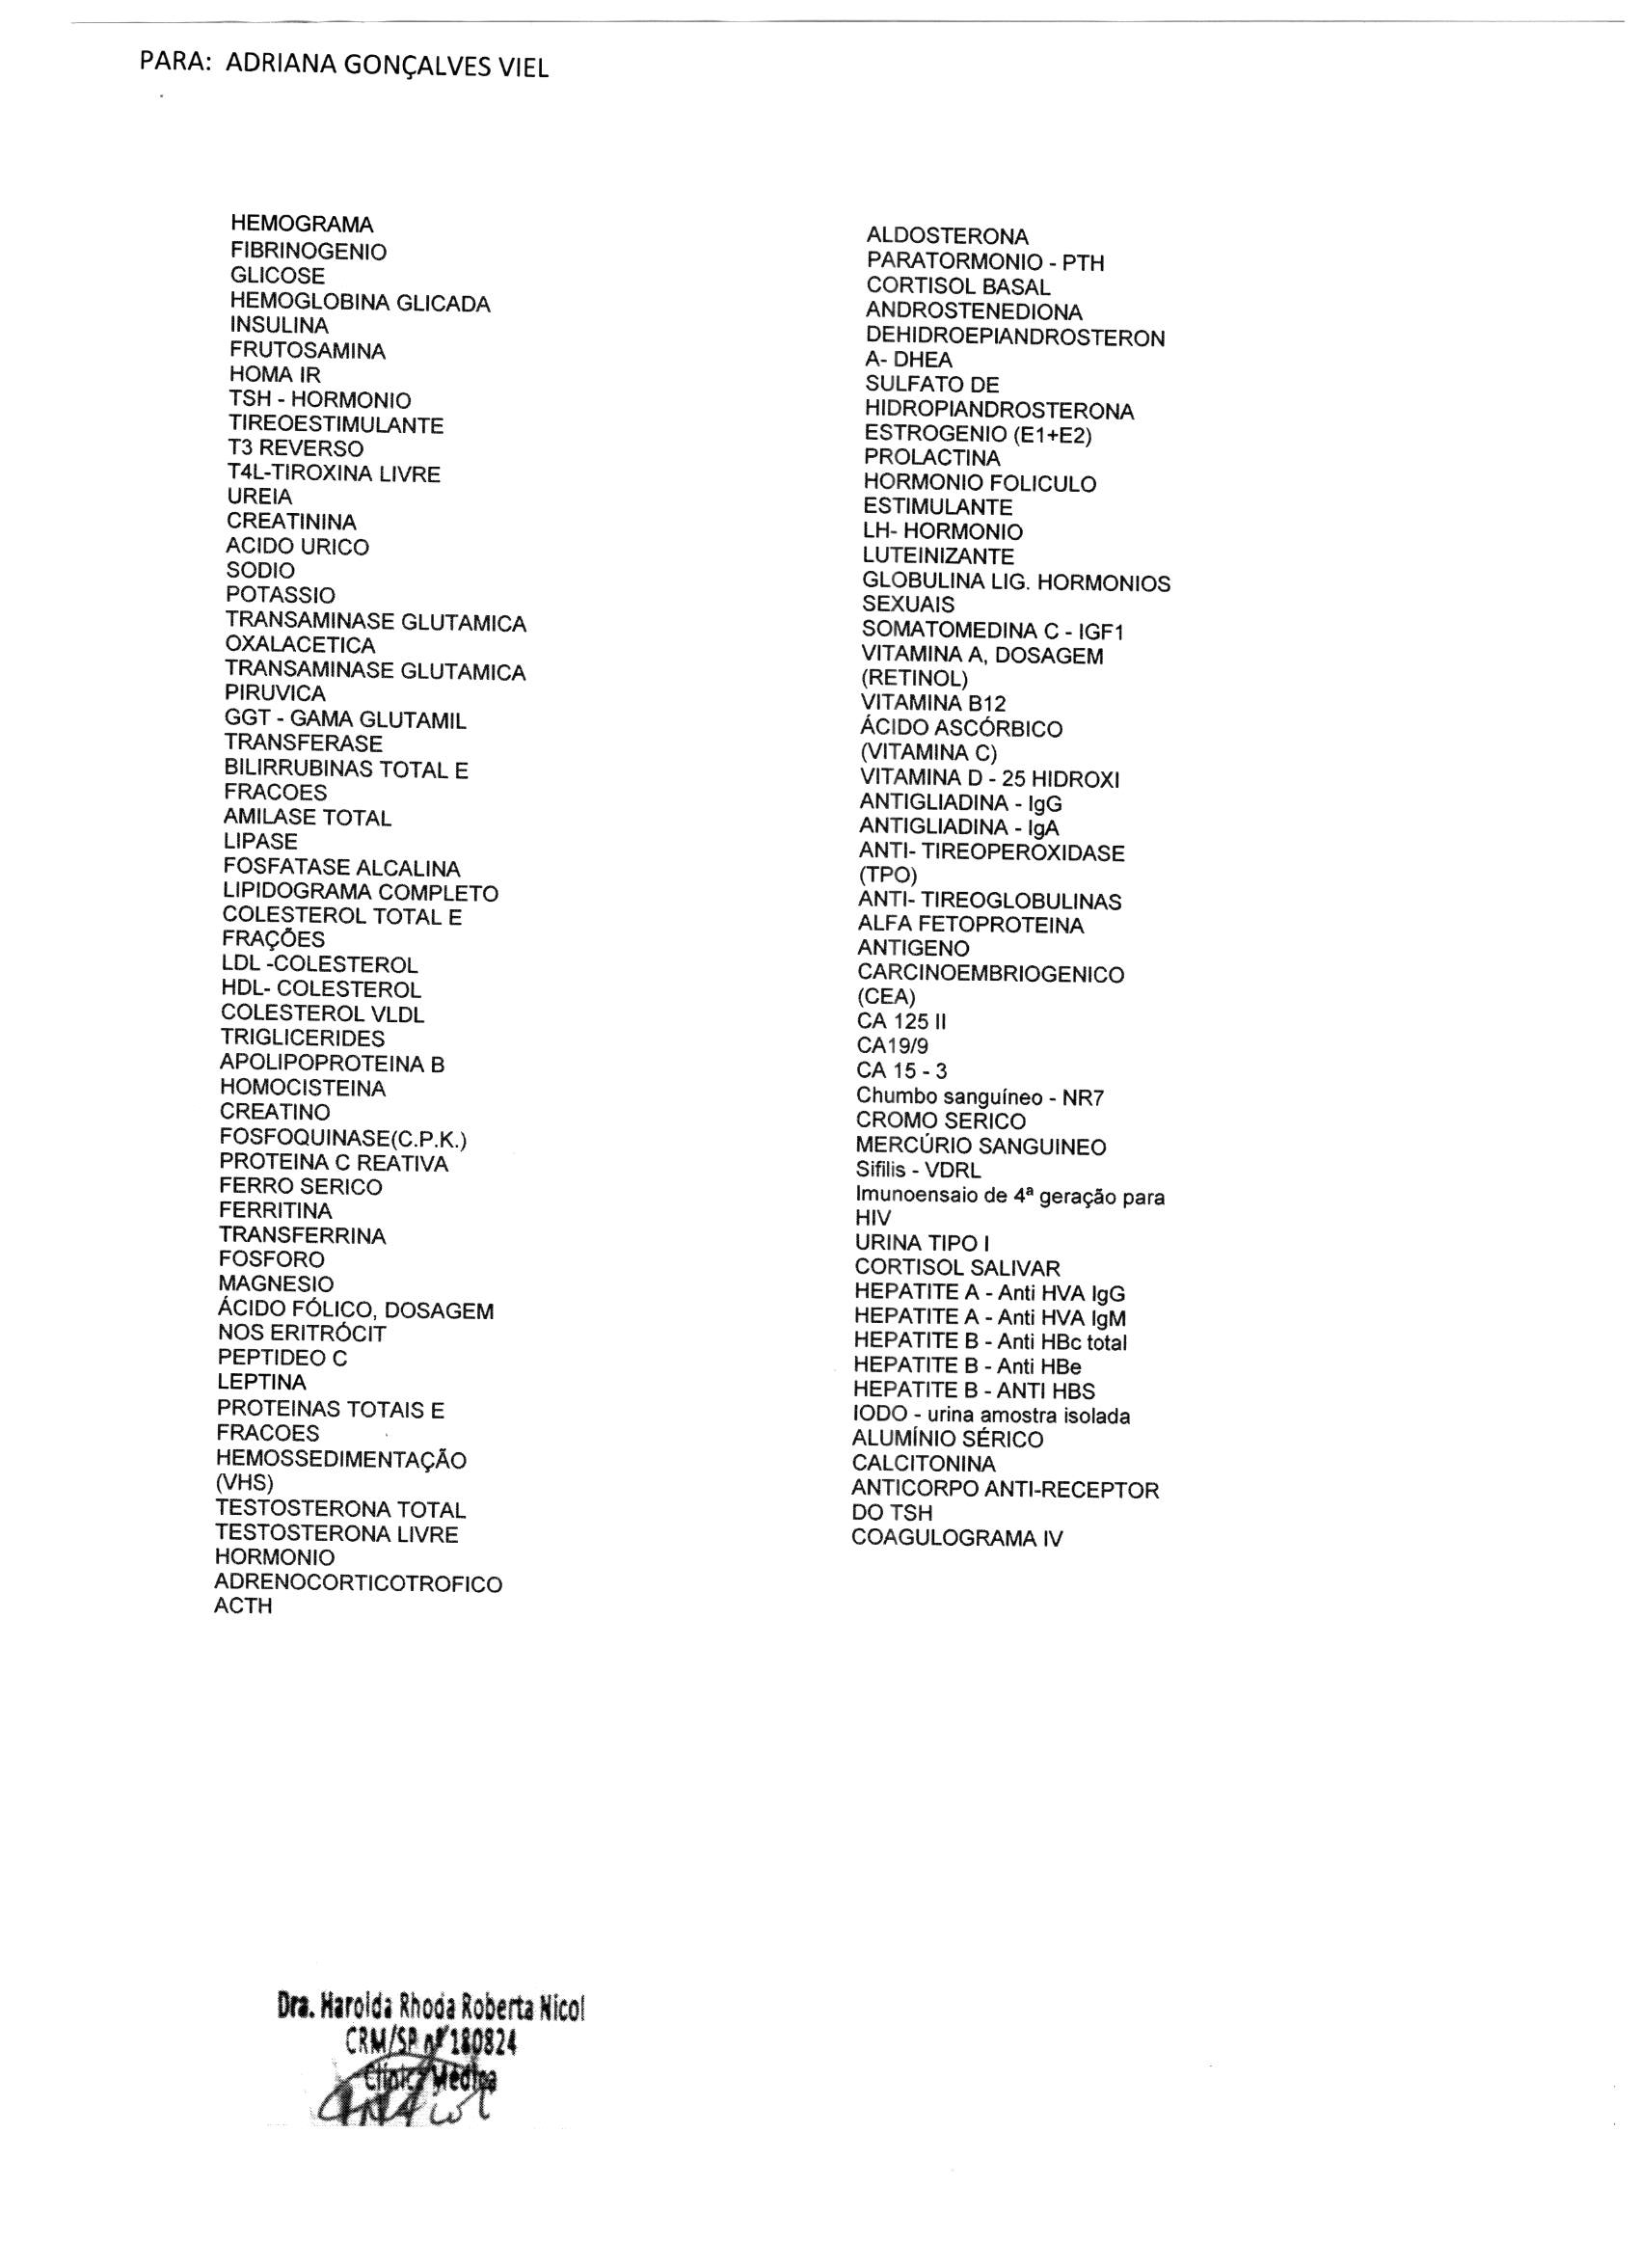 PARA: ADRIANA GONÇALVES VIEL
HEMOGRAMA
FIBRINOGENIO
GLICOSE
HEMOGLOBINA GLICADA
INSULINA
FRUTOSAMINA
HOMA IR
TSH - HORMONIO
TIREOESTIMULANTE
T3 REVERSO
T4L-TIROXINA LIVRE
UREIA
CREATININA
ACIDO URICO
SODIO
POTASSIO
TRANSAMINASE GLUTAMICA
OXALACETICA
TRANSAMINASE GLUTAMICA
PIRUVICA
GGT - GAMA GLUTAMIL
TRANSFERASE
BILIRRUBINAS TOTAL E
FRACOES
AMILASE TOTAL
LIPASE
FOSFATASE ALCALINA
LIPIDOGRAMA COMPLETO
COLESTEROL TOTAL E
FRAÇÕES
LDL -COLESTEROL
HDL- COLESTEROL
COLESTEROL VLDL
TRIGLICERIDES
APOLIPOPROTEINA B
HOMOCISTEINA
CREATINO
FOSFOQUINASE(C.P.K.)
PROTEINA C REATIVA
FERRO SERICO
FERRITINA
TRANSFERRINA
FOSFORO
MAGNESIO
ÁCIDO FÓLICO, DOSAGEM
NOS ERITRÓCIT
PEPTIDEO C
LEPTINA
PROTEINAS TOTAIS E
FRACOES
HEMOSSEDIMENTAÇÃO
(VHS)
TESTOSTERONA TOTAL
TESTOSTERONA LIVRE
HORMONIO
ADRENOCORTICOTROFICO
ACTH
ALDOSTERONA
PARATORMONIO - PTH
CORTISOL BASAL
ANDROSTENEDIONA
DEHIDROEPIANDROSTERON
A- DHEA
SULFATO DE
HIDROPIANDROSTERONA
ESTROGENIO (E1+E2)
PROLACTINA
HORMONIO FOLICULO
ESTIMULANTE
LH- HORMONIO
LUTEINIZANTE
GLOBULINA LIG. HORMONIOS
SEXUAIS
SOMATOMEDINA C - IGF1
VITAMINA A, DOSAGEM
(RETINOL)
VITAMINA B12
ÁCIDO ASCÓRBICO
(VITAMINA C)
VITAMINA D - 25 HIDROXI
ANTIGLIADINA - IgG
ANTIGLIADINA - IgA
ANTI- TIREOPEROXIDASE
(TPO)
ANTI- TIREOGLOBULINAS
ALFA FETOPROTEINA
ANTIGENO
CARCINOEMBRIOGENICO
(CEA)
CA 125 II
CA19/9
CA 15 - 3
Chumbo sanguíneo - NR7
CROMO SERICO
MERCÚRIO SANGUINEO
Sifilis - VDRL
Imunoensaio de 4ª geração para
HIV
URINA TIPO I
CORTISOL SALIVAR
HEPATITE A - Anti HVA IgG
HEPATITE A - Anti HVA IgM
HEPATITE B - Anti HBc total
HEPATITE B - Anti HBe
HEPATITE B - ANTI HBS
IODO - urina amostra isolada
ALUMÍNIO SÉRICO
CALCITONINA
ANTICORPO ANTI-RECEPTOR
DO TSH
COAGULOGRAMA IV
Dra. Harolda Rhoda Roberta Nicol
CRM/SP nº 180824
Clínica Médica